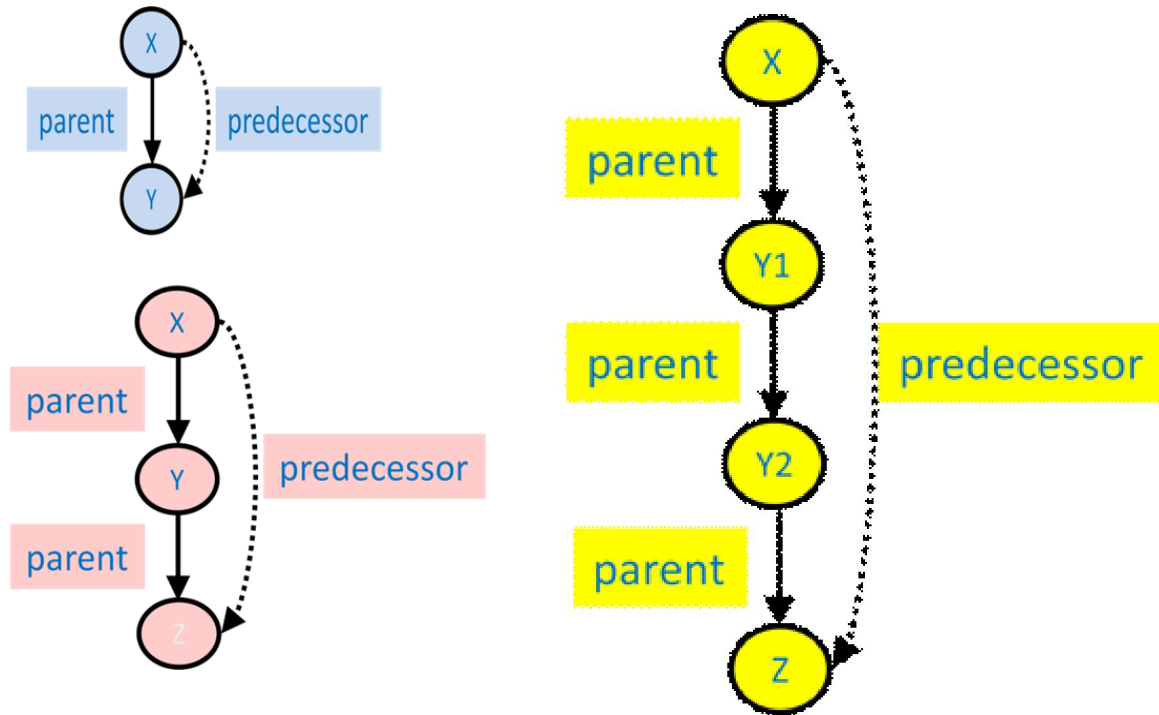 X
parent
predecessor
Y
X
parent
Y
predecessor
parent
Z
X
parent
Y1
parent
predecessor
Y2
parent
Z